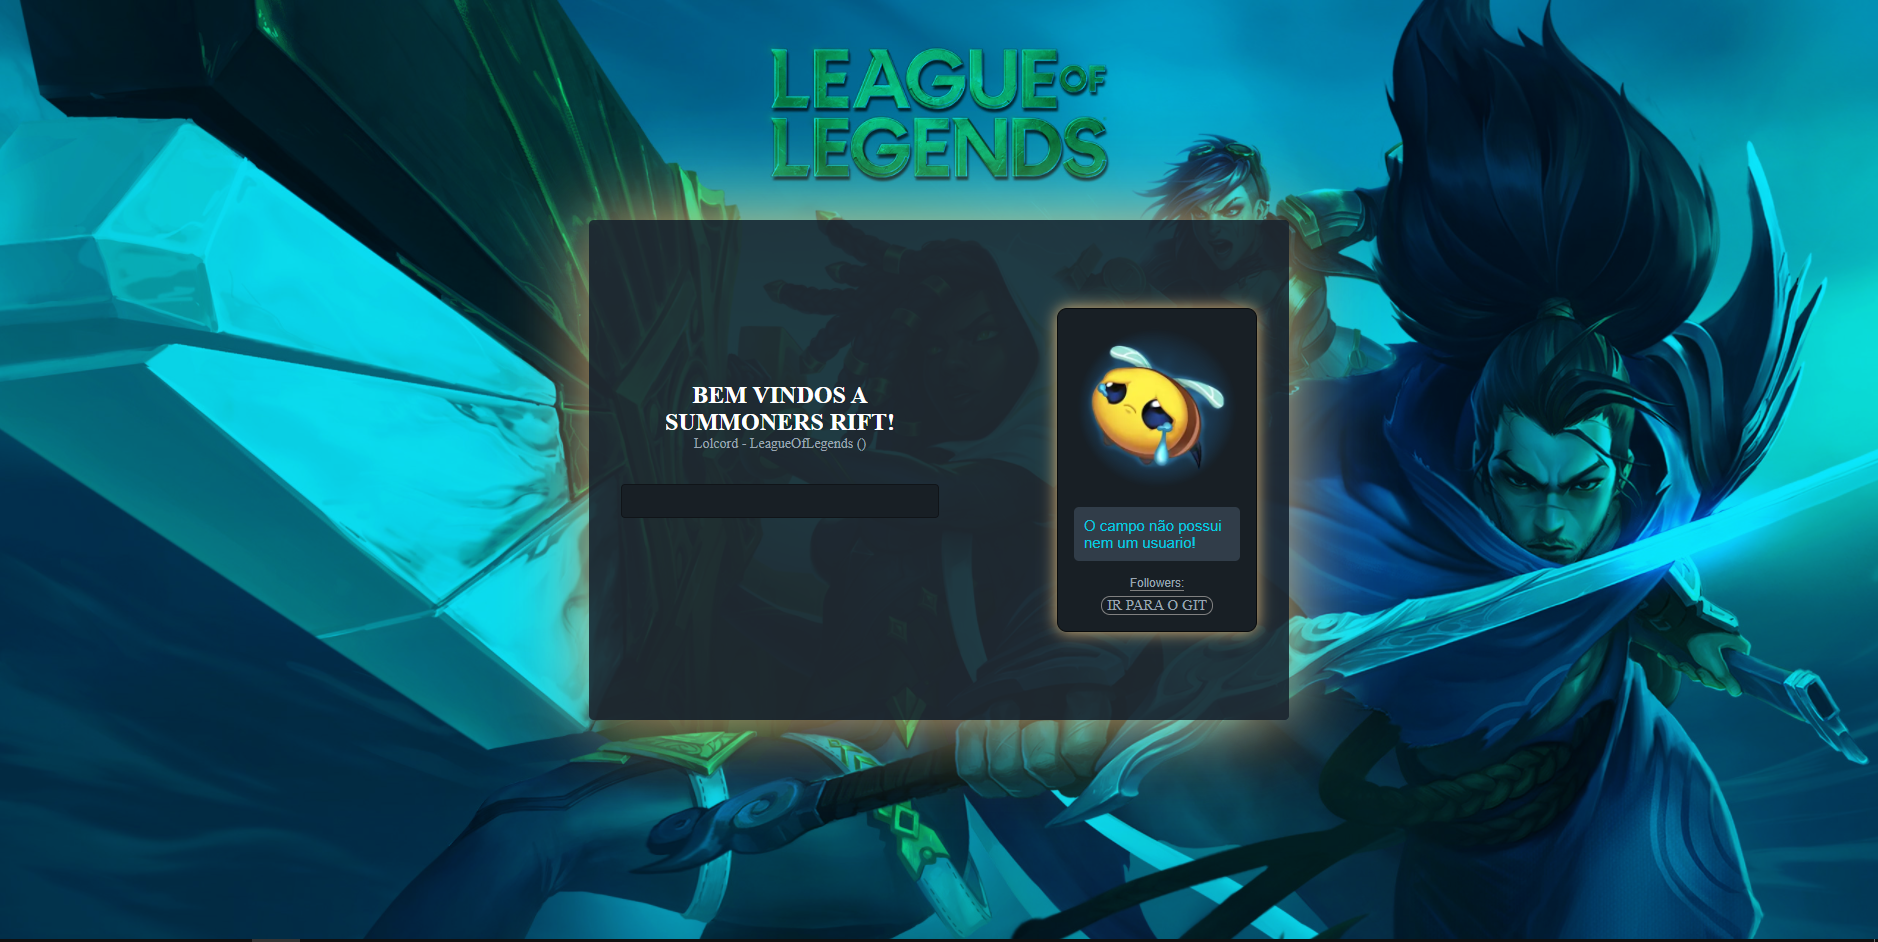 LEAGUE OF
LEGENDS
BEM VINDOS A
SUMMONERS RIFT!
Lolcord - LeagueOfLegends ()
O campo não possui
nem um usuario!
Followers:
IR PARA O GIT